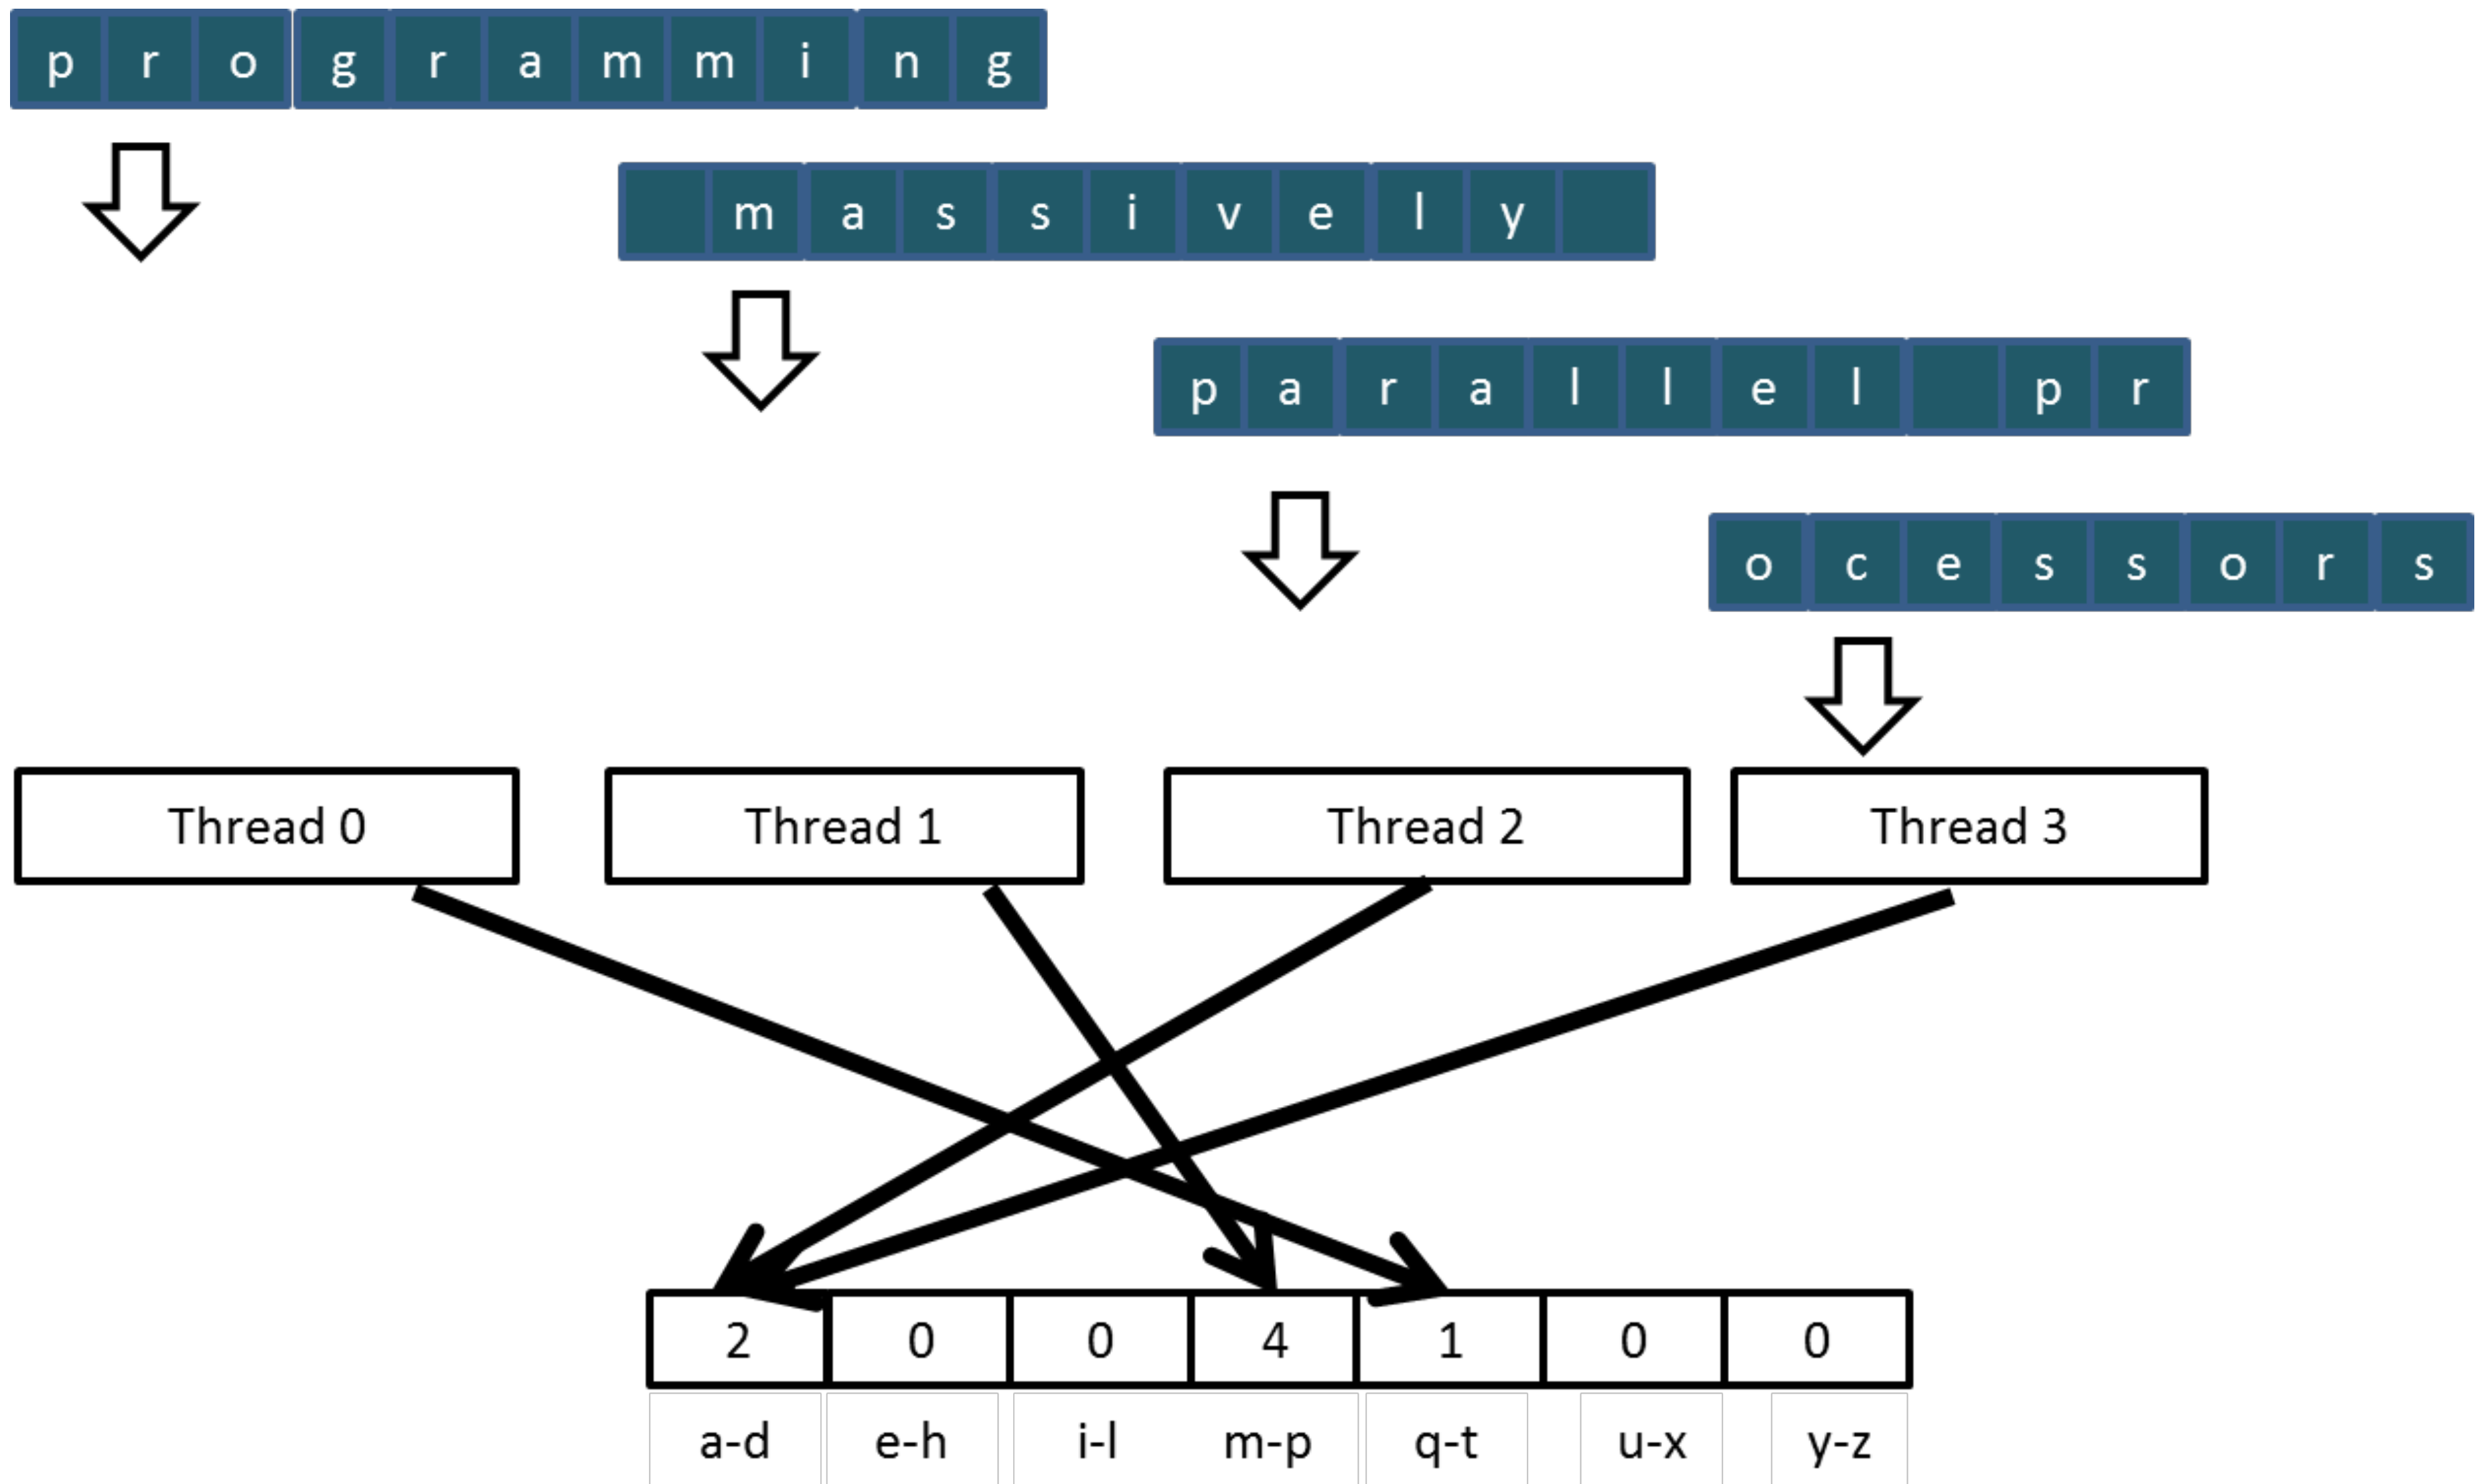 p r o g r a m m i n g
m a s s i v e l y
p a r a l l e l p r
o c e s s o r s
Thread 0 Thread 1 Thread 2 Thread 3
2 0 0 4 1 0 0
a-d e-h i-l m-p q-t u-x y-z